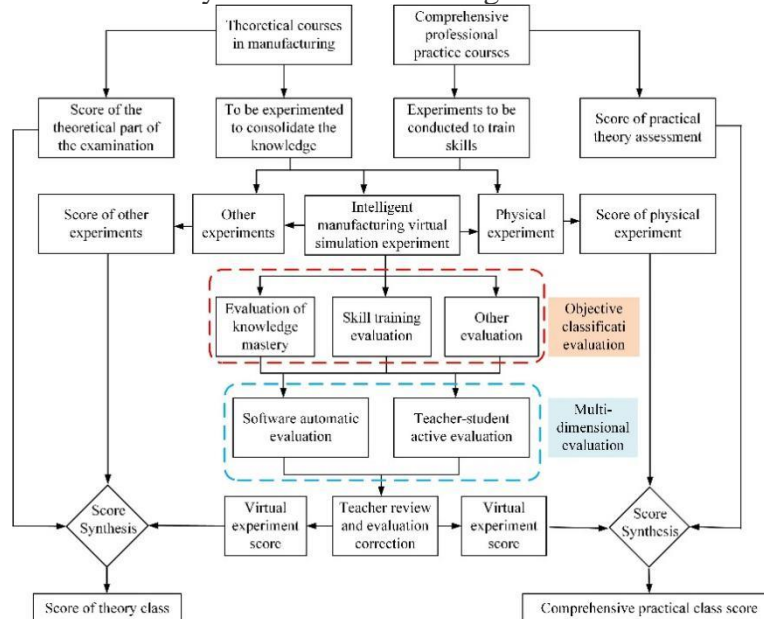 Theoretical courses
in manufacturing
Comprehensive
professional
practice courses
Score of the
theoretical part of
the examination
To be experimented
to consolidate the
knowledge
Experiments to be
conducted to train
skills
Score of practical
theory assessment
Score of other
experiments
Other
experiments
Intelligent
manufacturing virtual
simulation experiment
Physical
experiment
Score of physical
experiment
Evaluation of
knowledge
mastery
Skill training
evaluation
Other
evaluation
Objective
classificati
evaluation
Software automatic
evaluation
Teacher-student
active evaluation
Multi-
dimensional
evaluation
Score
Synthesis
Virtual
experiment
score
Teacher review
and evaluation
correction
Virtual
experiment
score
Score
Synthesis
Score of theory class
Comprehensive practical class score